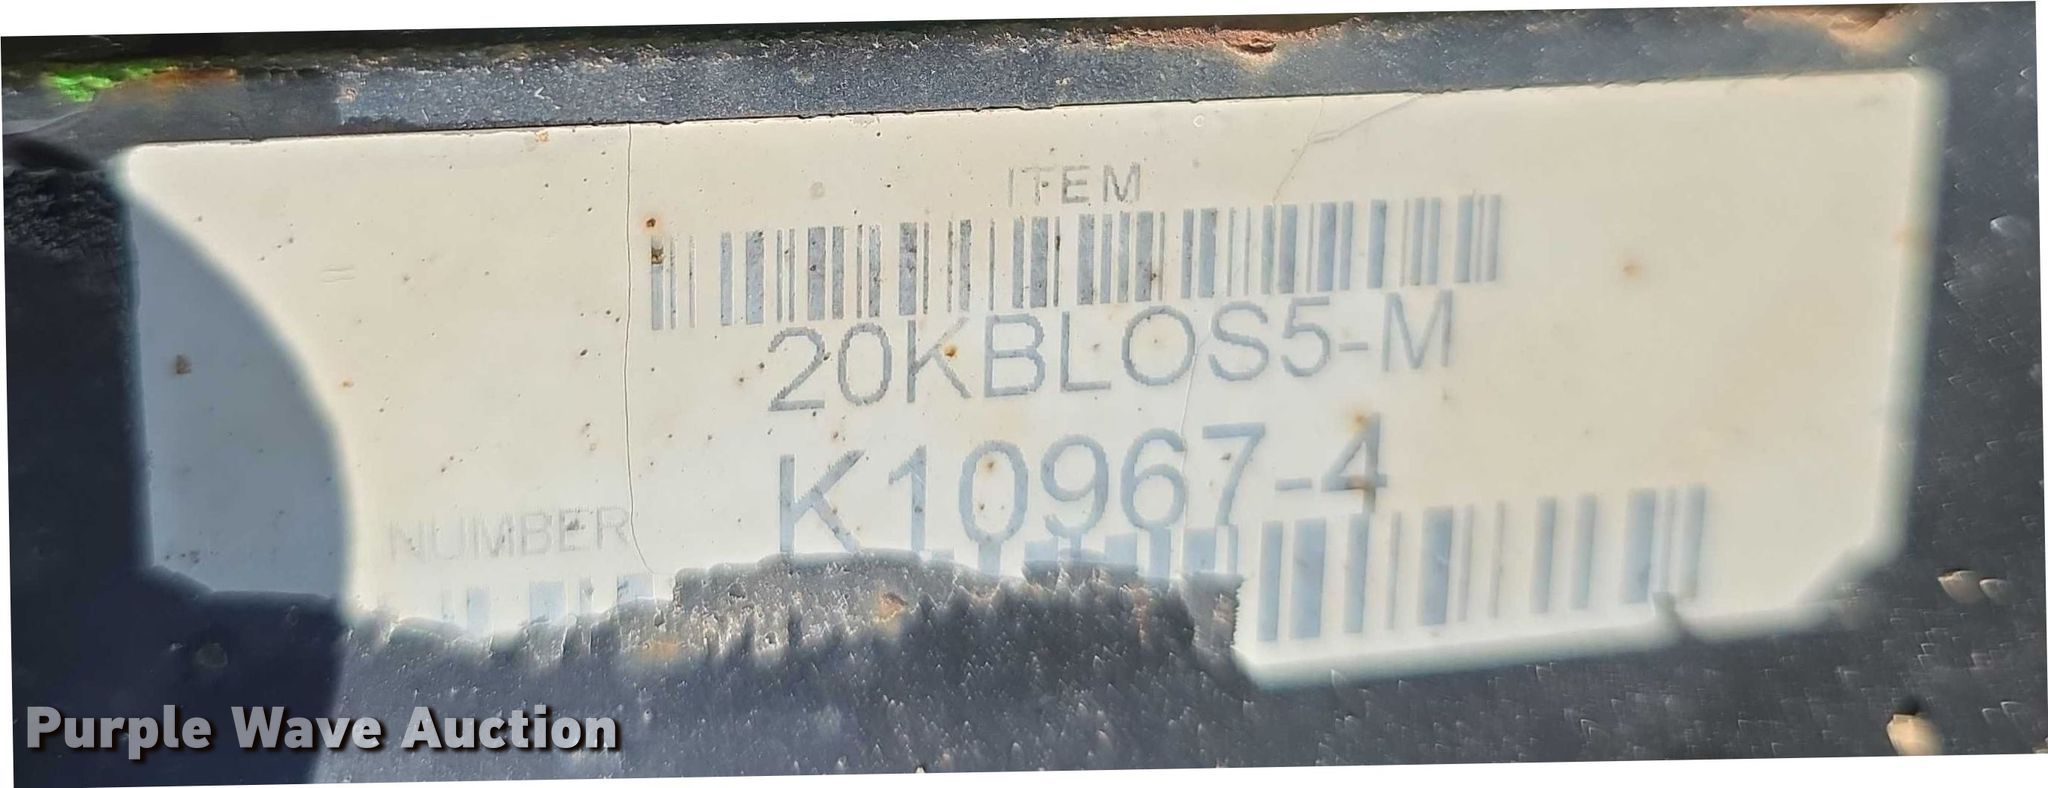 ITEM
20KBLOS5-M
K10967-4
NUMBER
Purple Wave Auction